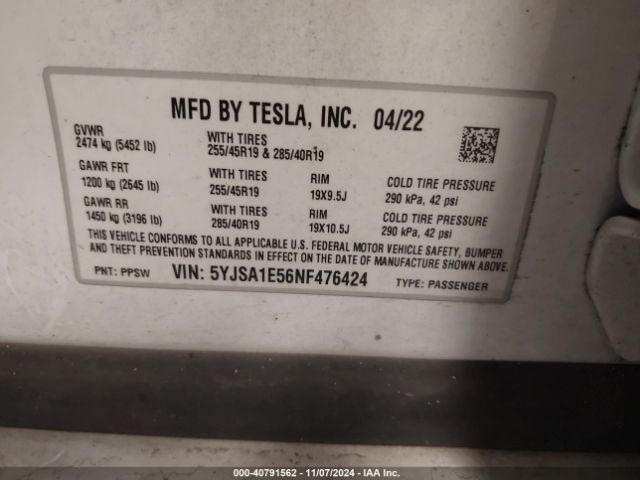 MFD BY TESLA, INC. 04/22
GVWR
2474 kg (5452 lb)
WITH TIRES
255/45R19 & 285/40R19
GAWR FRT
1200 kg (2645 lb)
WITH TIRES
255/45R19
RIM
19X9.5J
COLD TIRE PRESSURE
290 kPa, 42 psi
GAWR RR
1450 kg (3196 lb)
WITH TIRES
285/40R19
RIM
19X10.5J
COLD TIRE PRESSURE
290 kPa, 42 psi
THIS VEHICLE CONFORMS TO ALL APPLICABLE U.S. FEDERAL MOTOR VEHICLE SAFETY, BUMPER
AND THEFT PREVENTION STANDARDS IN EFFECT ON THE DATE OF MANUFACTURE SHOWN ABOVE.
PNT: PPSW
VIN: 5YJSA1E56NF476424
TYPE: PASSENGER
000-40791562 - 11/07/2024 - IAA Inc.